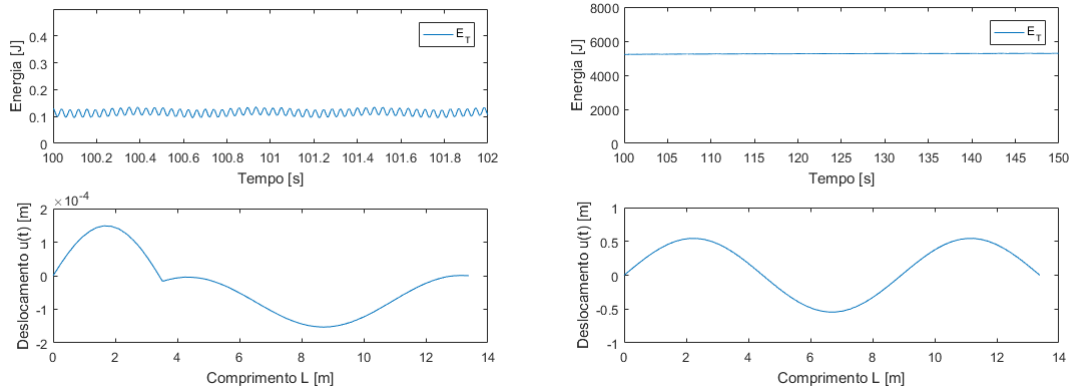 0.5
0.4
0.3
0.2
0.1
0
Energia [J]
E_T
100 100.2 100.4 100.6 100.8 101 101.2 101.4 101.6 101.8 102
Tempo [s]
8000
6000
4000
2000
0
Energia [J]
E_T
100 105 110 115 120 125 130 135 140 145 150
Tempo [s]
×10^-4
2
1
0
-1
-2
Deslocamento u(t) [m]
0 2 4 6 8 10 12 14
Comprimento L [m]
1
0.5
0
-0.5
-1
Deslocamento u(t) [m]
0 2 4 6 8 10 12 14
Comprimento L [m]